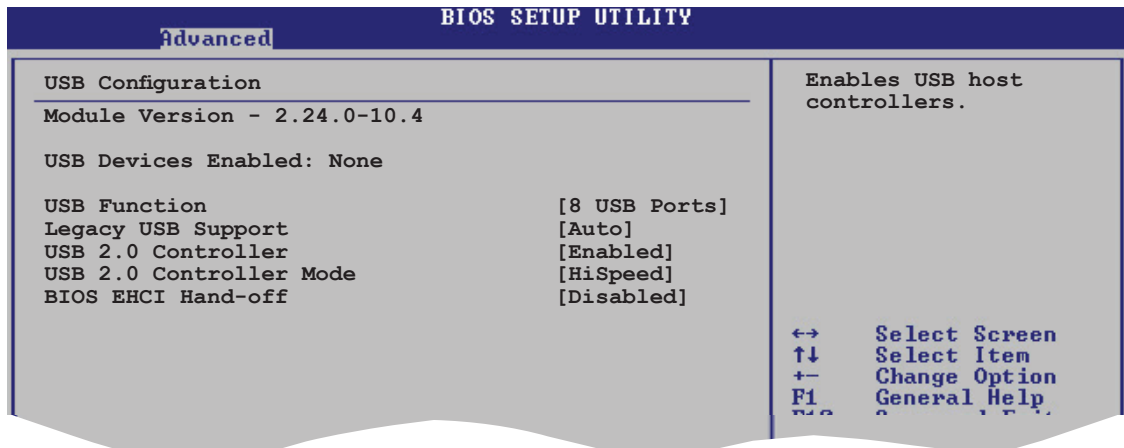 BIOS SETUP UTILITY
Advanced
USB Configuration
Module Version - 2.24.0-10.4
USB Devices Enabled: None
USB Function [8 USB Ports]
Legacy USB Support [Auto]
USB 2.0 Controller [Enabled]
USB 2.0 Controller Mode [HiSpeed]
BIOS EHCI Hand-off [Disabled]
Enables USB host
controllers.
←→ Select Screen
↑↓ Select Item
+- Change Option
F1 General Help